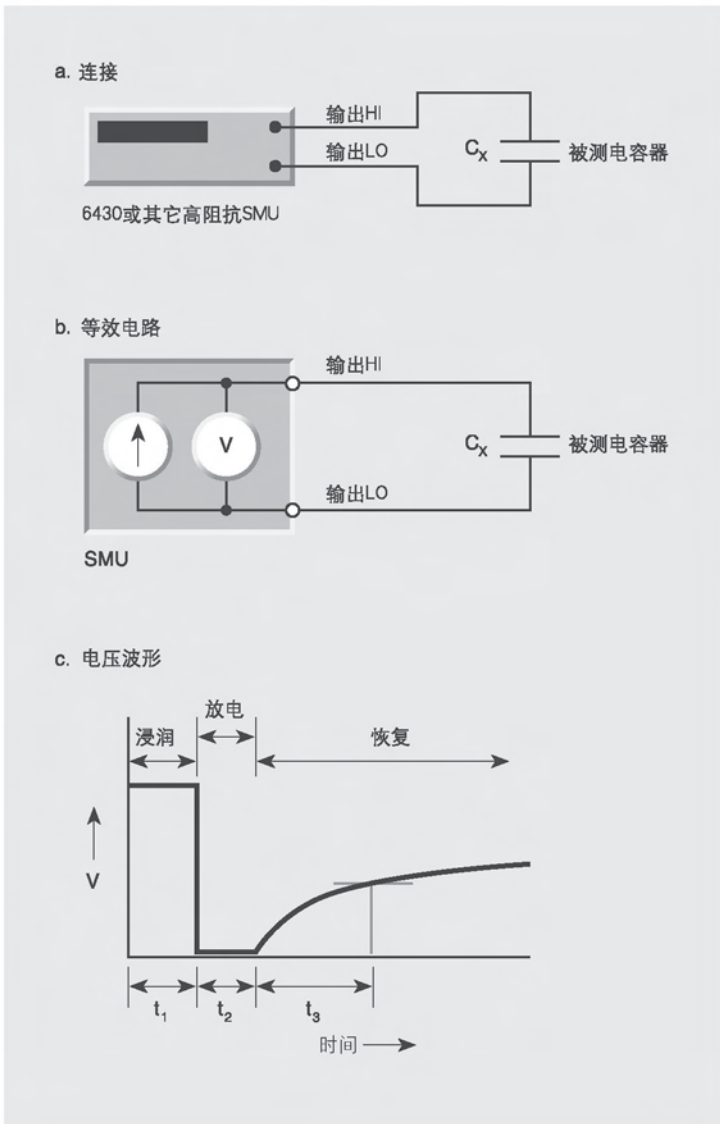 a. 连接
输出HI
输出LO
Cx
被测电容器
6430或其它高阻抗SMU
b. 等效电路
输出HI
V
Cx
被测电容器
输出LO
SMU
c. 电压波形
放电
浸润
恢复
V
t1
t2
t3
时间